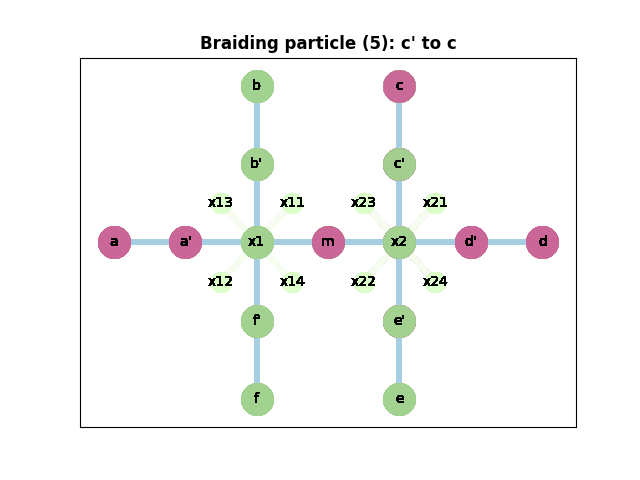 Braiding particle (5): c' to c
b
c
b'
c'
x13
x11
x23
x21
a
a'
x1
m
x2
d'
d
x12
x14
x22
x24
f'
e'
f
e